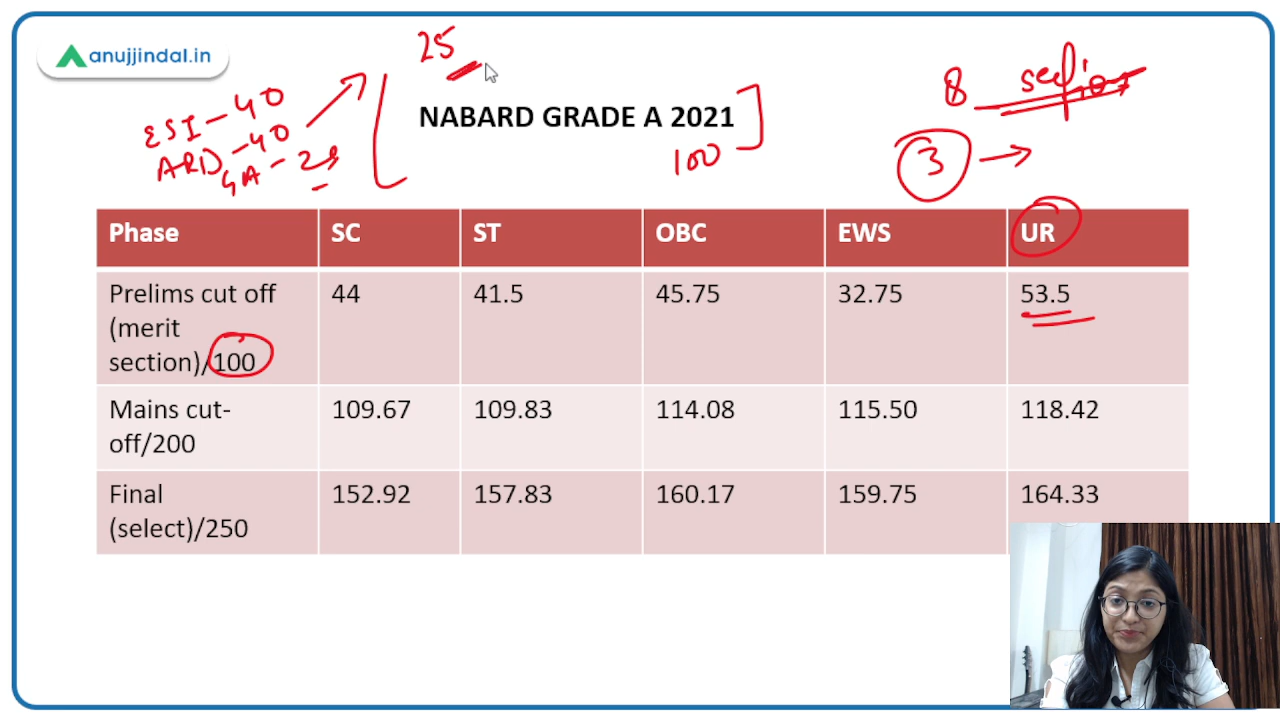 anujjindal.in
25
NABARD GRADE A 2021
100
ESI - 40
ARD - 40
GA - 2
8 section
3
Phase SC ST OBC EWS UR
Prelims cut off 44 41.5 45.75 32.75 53.5
(merit
section)/100
Mains cut- 109.67 109.83 114.08 115.50 118.42
off/200
Final 152.92 157.83 160.17 159.75 164.33
(select)/250